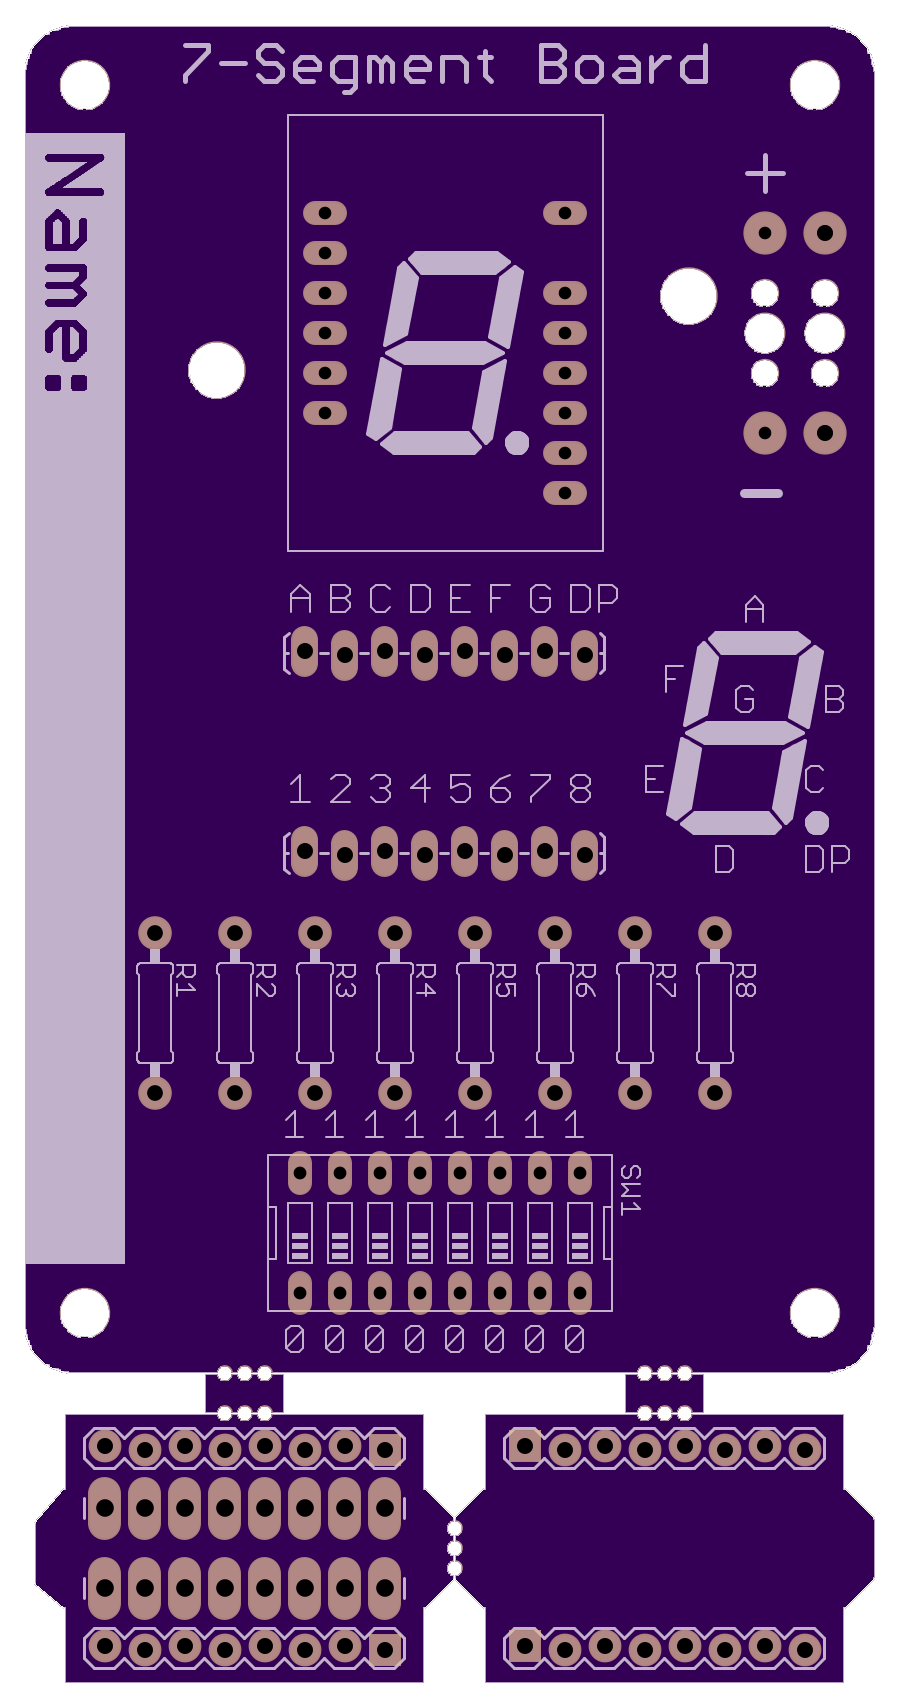 7-Segment Board
Name:
+
-
A B C D E F G DP
A
F
G
B
E
C
D
DP
1 2 3 4 5 6 7 8
R1 R2 R3 R4 R5 R6 R7 R8
1 1 1 1 1 1 1 1
SW1
0 0 0 0 0 0 0 0